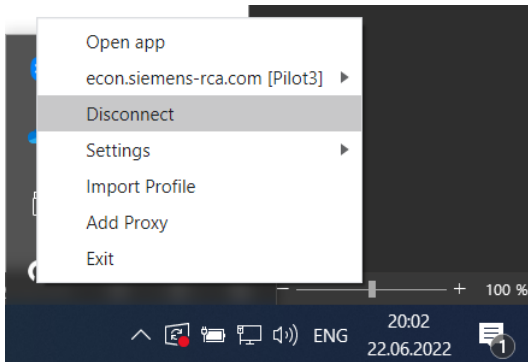 Open app
econ.siemens-rca.com [Pilot3]
Disconnect
Settings
Import Profile
Add Proxy
Exit
100 %
ENG
20:02
22.06.2022
1